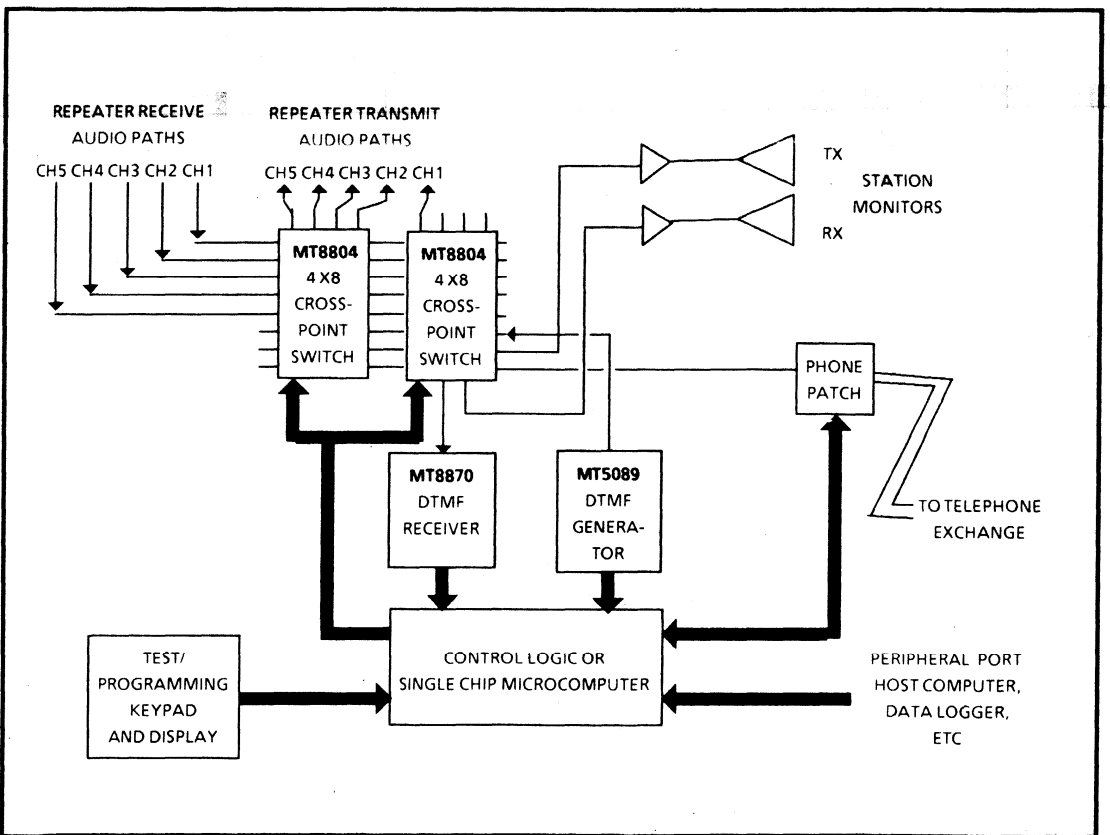 REPEATER RECEIVE
AUDIO PATHS
CH5 CH4 CH3 CH2 CH1
REPEATER TRANSMIT
AUDIO PATHS
CH5 CH4 CH3 CH2 CH1
TX
STATION
MONITORS
RX
MT8804
4 X8
CROSS-
POINT
SWITCH
MT8804
4 X8
CROSS-
POINT
SWITCH
PHONE
PATCH
MT8870
DTMF
RECEIVER
MT5089
DTMF
GENERA-
TOR
TO TELEPHONE
EXCHANGE
TEST/
PROGRAMMING
KEYPAD
AND DISPLAY
CONTROL LOGIC OR
SINGLE CHIP MICROCOMPUTER
PERIPHERAL PORT
HOST COMPUTER,
DATA LOGGER,
ETC